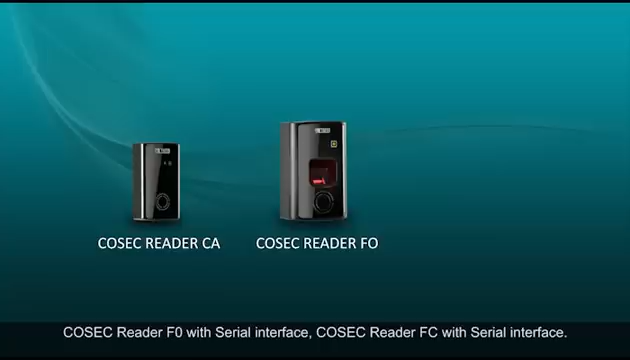 COSEC READER CA
COSEC READER FO
COSEC Reader F0 with Serial interface, COSEC Reader FC with Serial interface.